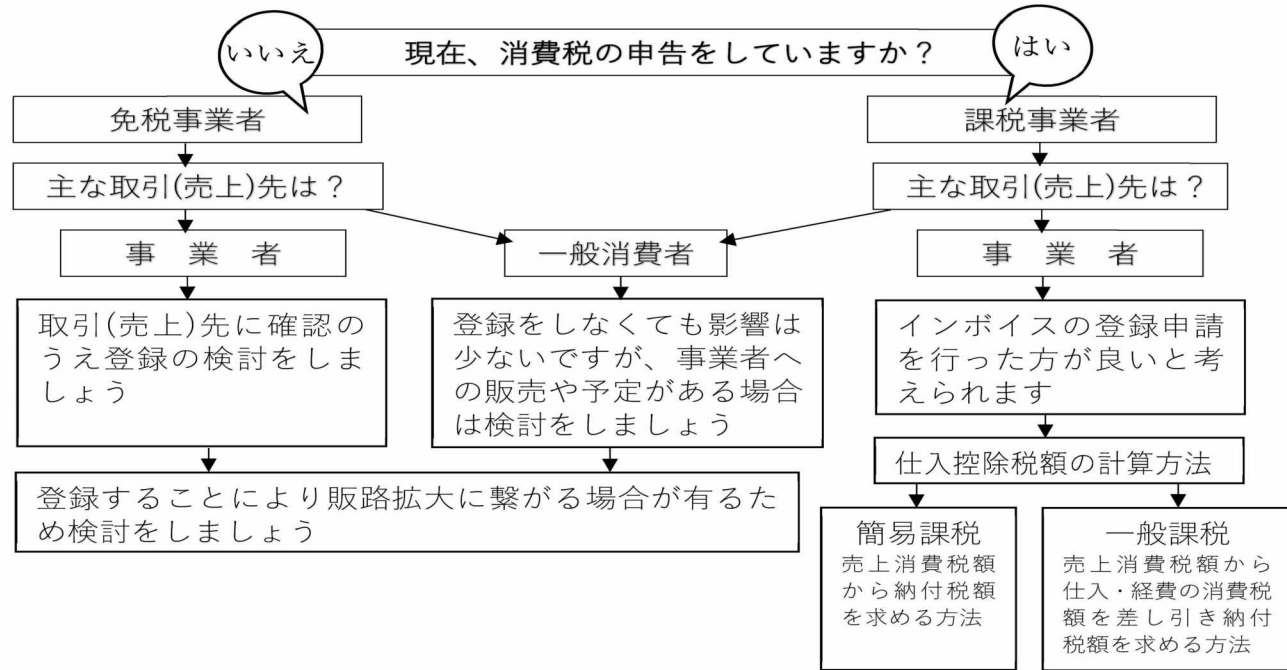 いいえ
現在、消費税の申告をしていますか？
はい
免税事業者
課税事業者
主な取引(売上)先は？
主な取引(売上)先は？
事　業　者
一般消費者
事　業　者
取引(売上)先に確認の
うえ登録の検討をしま
しょう
登録をしなくても影響は
少ないですが、事業者へ
の販売や予定がある場合
は検討をしましょう
インボイスの登録申請
を行った方が良いと考
えられます
仕入控除税額の計算方法
登録することにより販路拡大に繋がる場合が有るた
め検討をしましょう
簡易課税
売上消費税額
から納付税額
を求める方法
一般課税
売上消費税額から
仕入・経費の消費税
額を差し引き納付
税額を求める方法